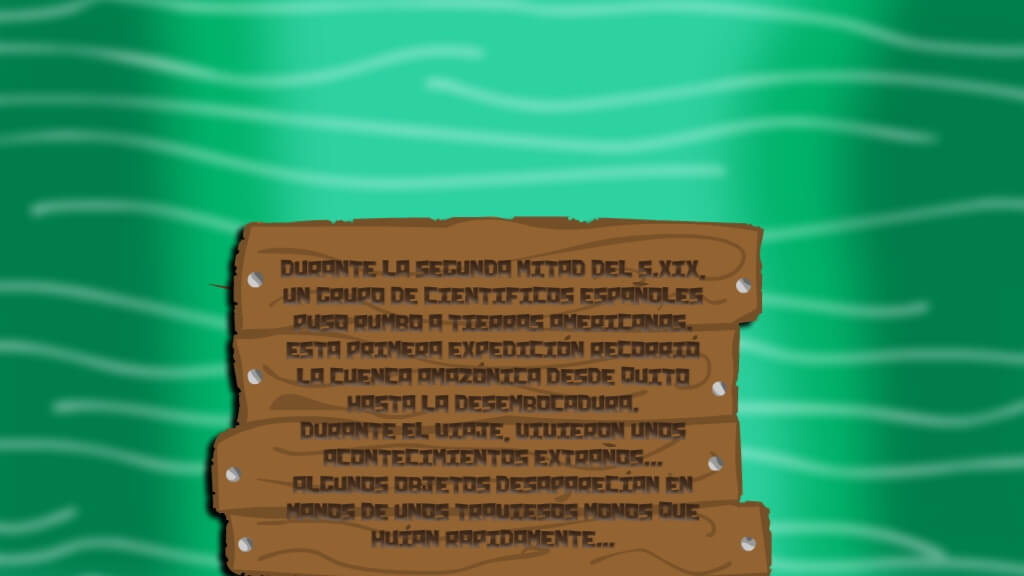 DURANTE LA SEGUNDA MITAD DEL S.XIX,
UN GRUPO DE CIENTIFICOS ESPAÑOLES
PUSO RUMBO A TIERRAS AMERICANAS.
ESTA PRIMERA EXPEDICIÓN RECORRIÓ
LA CUENCA AMAZÓNICA DESDE QUITO
HASTA LA DESEMBOCADURA.
DURANTE EL VIAJE, VIVIERON UNOS
ACONTECIMIENTOS EXTRAÑOS...
ALGUNOS OBJETOS DESAPARECÍAN EN
MANOS DE UNOS TRAVIESOS MONOS QUE
HUÍAN RAPIDAMENTE...